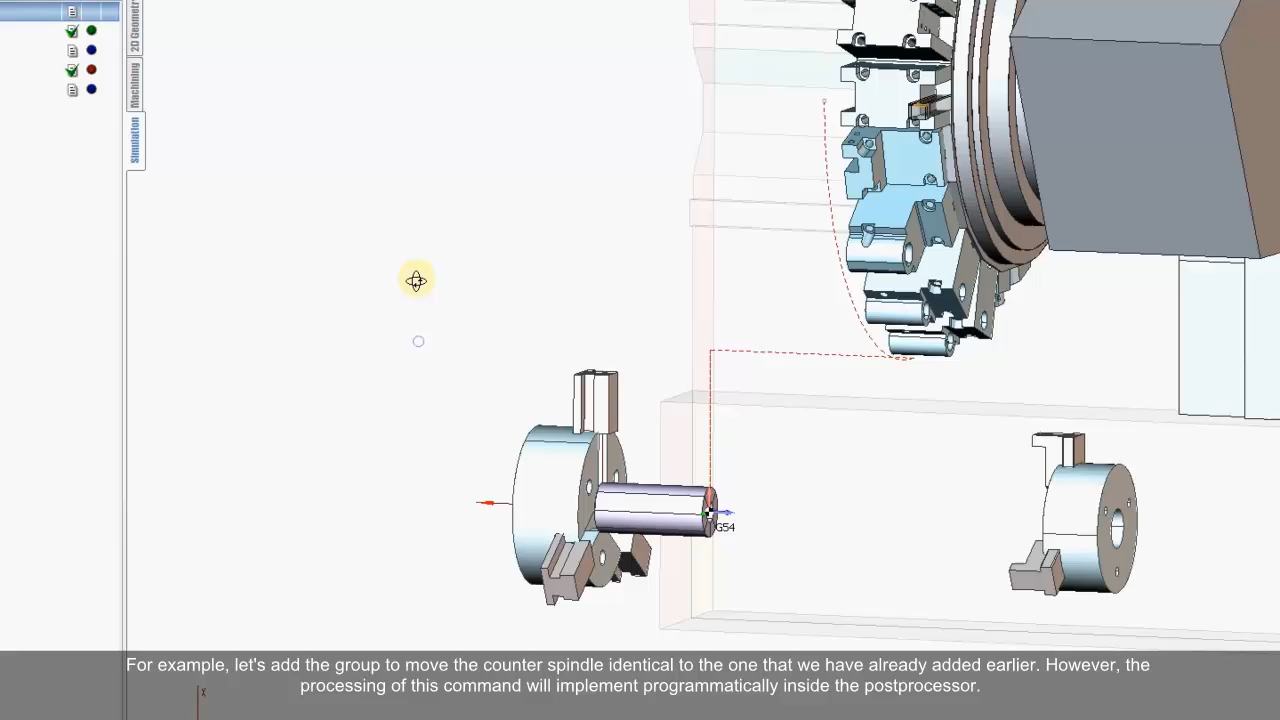 2D Geometry
Machining
Simulation
G54
For example, let's add the group to move the counter spindle identical to the one that we have already added earlier. However, the
processing of this command will implement programmatically inside the postprocessor.
x